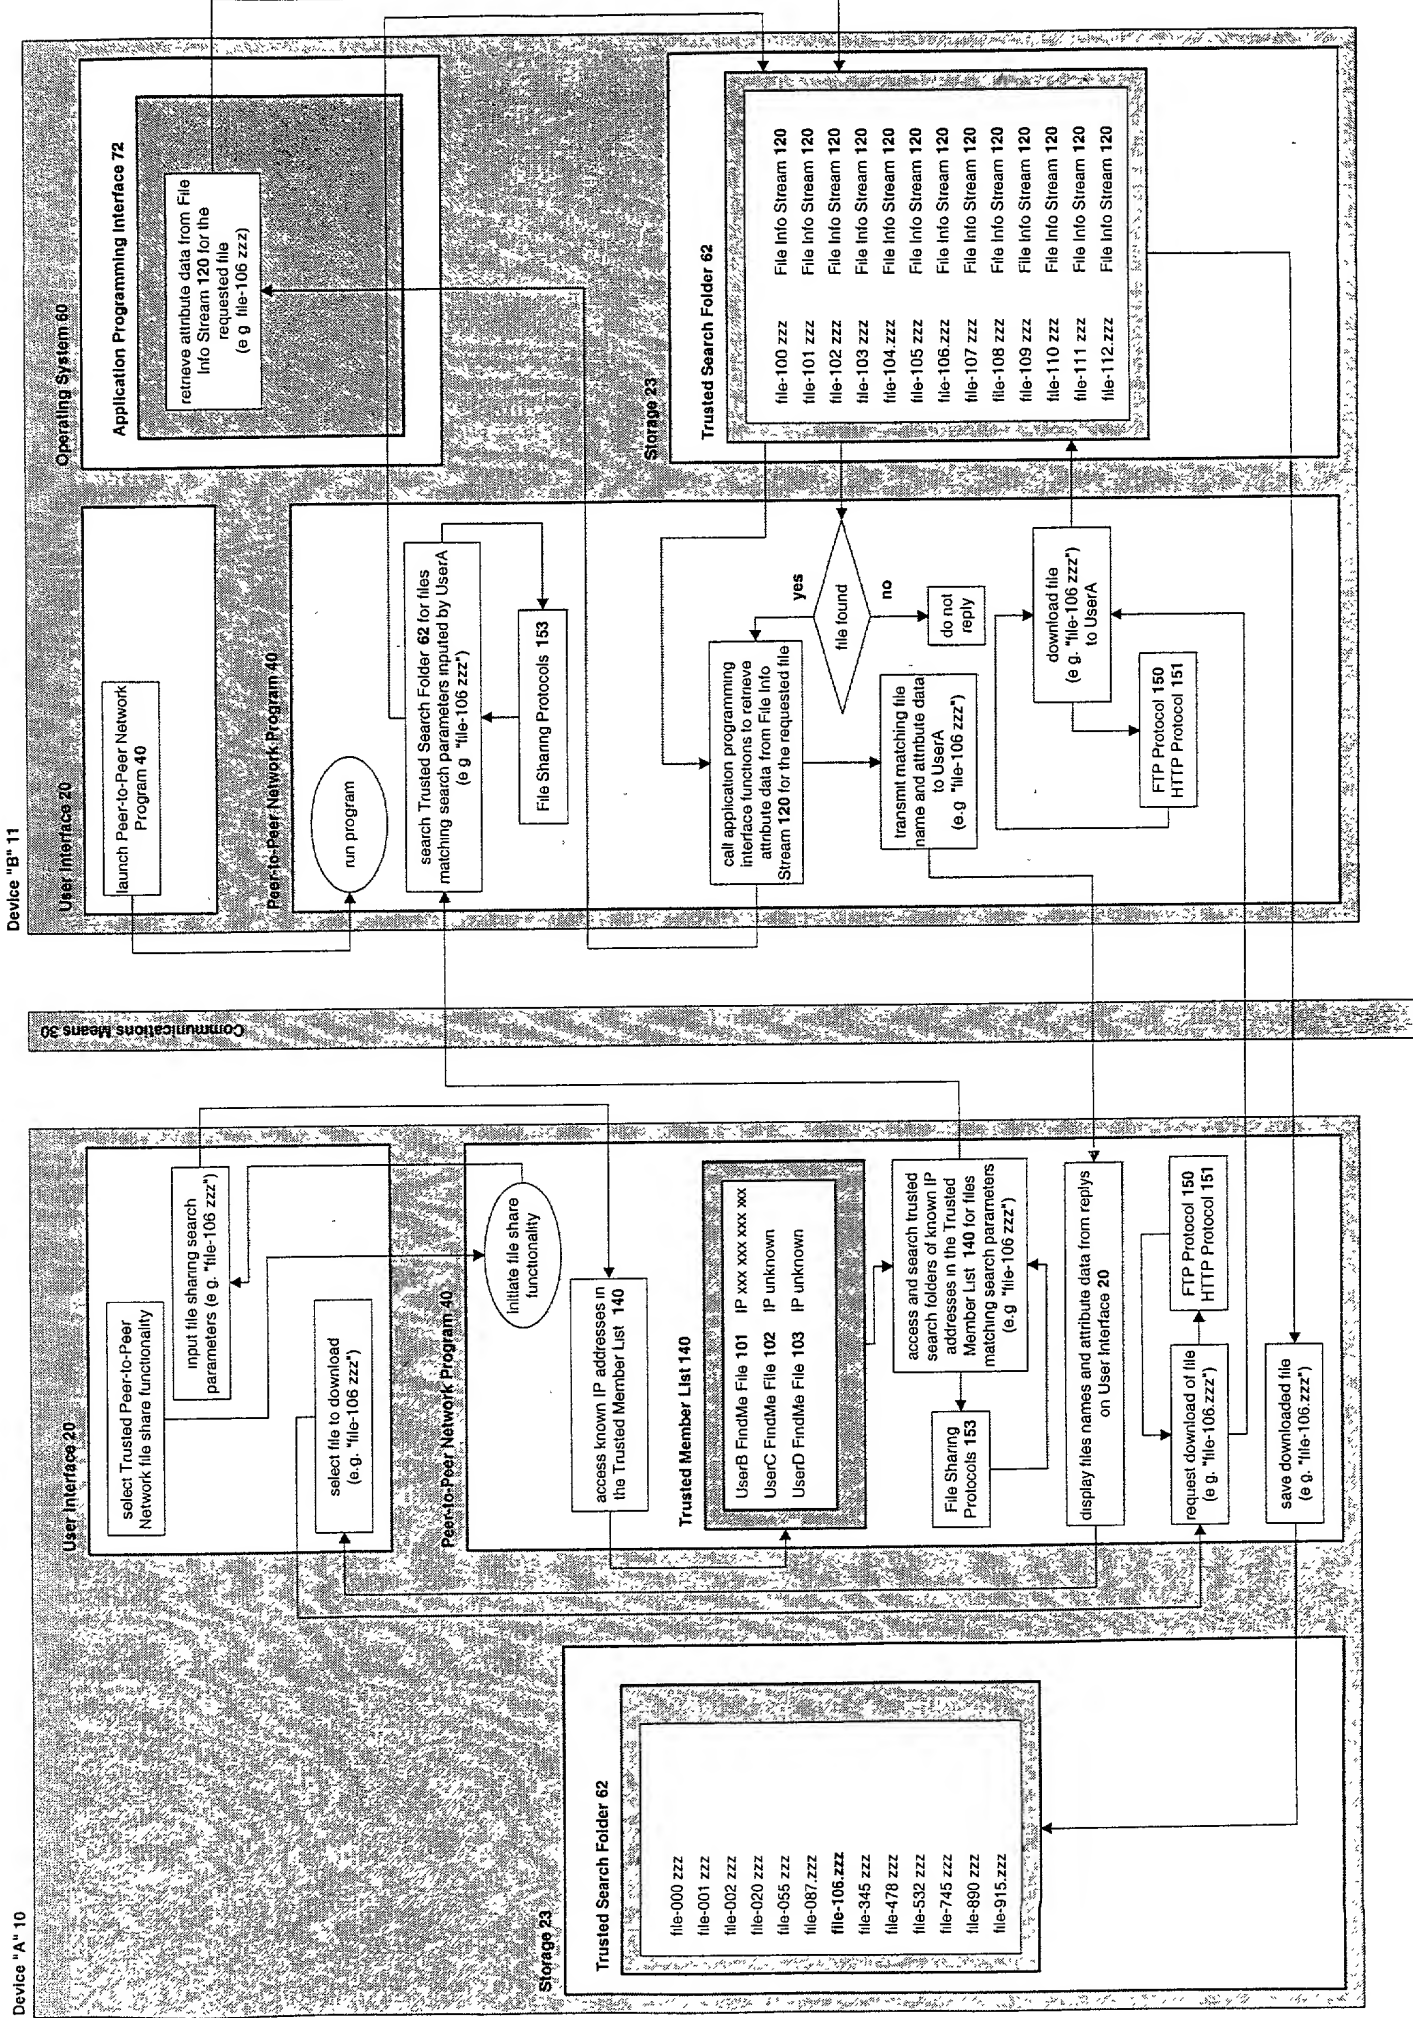 Device "A" 10
User Interface 20
select Trusted Peer-to-Peer
Network file share functionality
input file sharing search
parameters (e g. "file-106 zzz")
select file to download
(e.g. "file-106 zzz")
Peer-to-Peer Network Program 40
initiate file share
functionality
access known IP addresses in
the Trusted Member List 140
Trusted Member List 140
UserB FindMe File 101 IP xxx xxx xxx xxx
UserC FindMe File 102 IP unknown
UserD FindMe File 103 IP unknown
access and search trusted
search folders of known IP
addresses in the Trusted
Member List 140 for files
matching search parameters
(e.g "file-106 zzz")
File Sharing
Protocols 153
display files names and attribute data from replys
on User Interface 20
request download of file
(e g. "file-106.zzz")
FTP Protocol 150
HTTP Protocol 151
save downloaded file
(e g. "file-106.zzz")
Storage 23
Trusted Search Folder 62
file-000 zzz
file-001 zzz
file-002 zzz
file-020 zzz
file-055 zzz
file-087.zzz
file-106.zzz
file-345 zzz
file-478 zzz
file-532 zzz
file-745 zzz
file-890 zzz
file-915.zzz
Communications Means 30
Device "B" 11
User Interface 20
launch Peer-to-Peer Network
Program 40
Peer-to-Peer Network Program 40
run program
search Trusted Search Folder 62 for files
matching search parameters inputed by UserA
(e g "file-106 zzz")
File Sharing Protocols 153
call application programming
interface functions to retrieve
attribute data from File Info
Stream 120 for the requested file
yes
file found
no
do not
reply
transmit matching file
name and attribute data
to UserA
(e.g "file-106 zzz")
download file
(e g. "file-106 zzz")
to UserA
FTP Protocol 150
HTTP Protocol 151
Operating System 60
Application Programming Interface 72
retrieve attribute data from File
Info Stream 120 for the
requested file
(e g file-106 zzz)
Storage 23
Trusted Search Folder 62
file-100 zzz File Info Stream 120
file-101 zzz File Info Stream 120
file-102 zzz File Info Stream 120
file-103 zzz File Info Stream 120
file-104.zzz File Info Stream 120
file-105 zzz File Info Stream 120
file-106.zzz File Info Stream 120
file-107 zzz File Info Stream 120
file-108 zzz File Info Stream 120
file-109 zzz File Info Stream 120
file-110 zzz File Info Stream 120
file-111 zzz File Info Stream 120
file-112.zzz File Info Stream 120